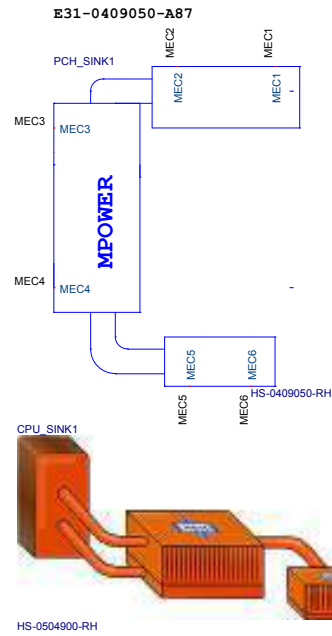 E31-0409050-A87
MEC2
MEC1
PCH_SINK1
MEC2
MEC1
MEC3
MEC3
MPOWER
MEC4
MEC4
MEC5
MEC6
HS-0409050-RH
MEC5
MEC6
CPU_SINK1
HS-0504900-RH